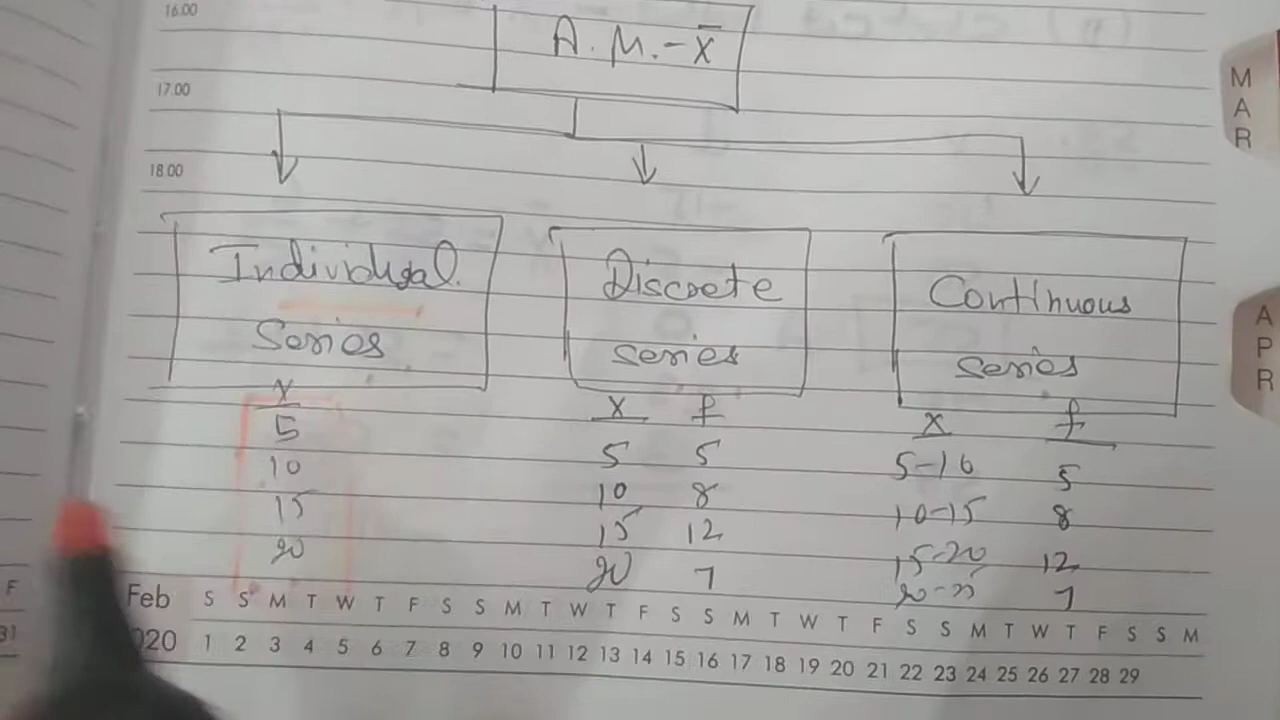 16.00
A. M. - x̄
17.00
18.00
Individual
Series
Discrete
series
Continuous
series
x
5
10
15
20
x f
5 5
10 8
15 12
20 7
x f
5-10 5
10-15 8
15-20 12
20-25 7
Feb S S M T W T F S S M T W T F S S M T W T F S S M T W T F S S M
2020 1 2 3 4 5 6 7 8 9 10 11 12 13 14 15 16 17 18 19 20 21 22 23 24 25 26 27 28 29
MAR
APR
F
31